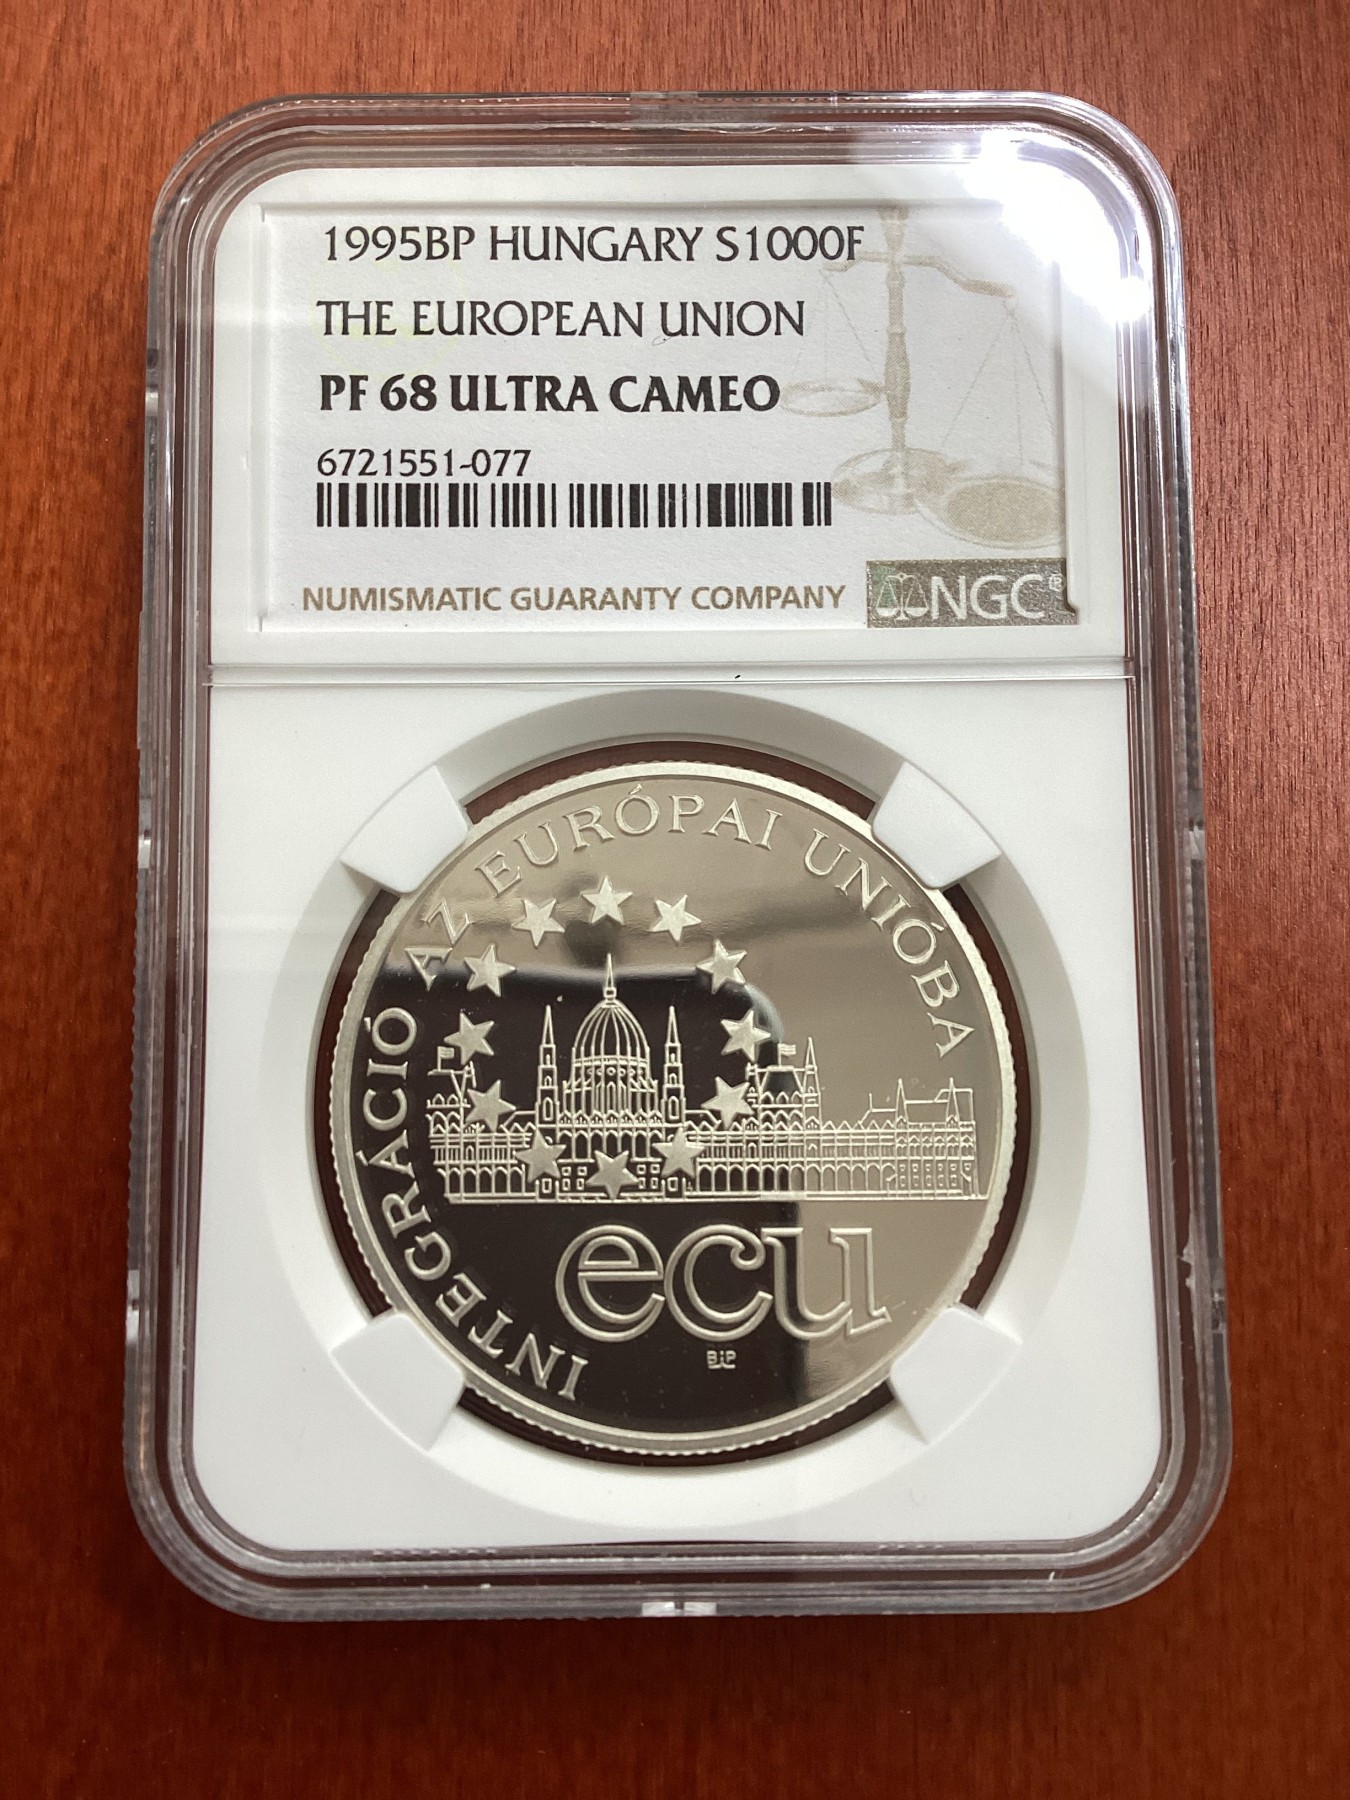 1995BP HUNGARY S1000F
THE EUROPEAN UNION
PF 68 ULTRA CAMEO
6721551-077
NUMISMATIC GUARANTY COMPANY
NGC®
INTEGRÁCIÓ AZ EURÓPAI UNIÓBA
ecu
BP